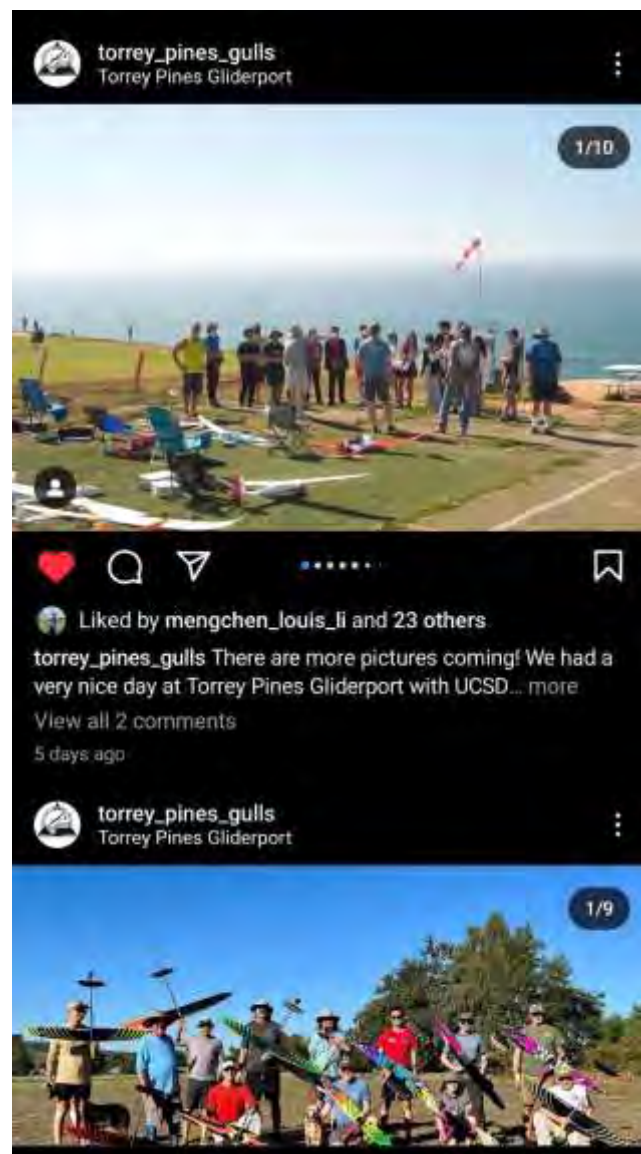 torrey_pines_gulls
Torrey Pines Gliderport
1/10
Liked by mengchen_louis_li and 23 others
torrey_pines_gulls There are more pictures coming! We had a
very nice day at Torrey Pines Gliderport with UCSD... more
View all 2 comments
5 days ago
torrey_pines_gulls
Torrey Pines Gliderport
1/9